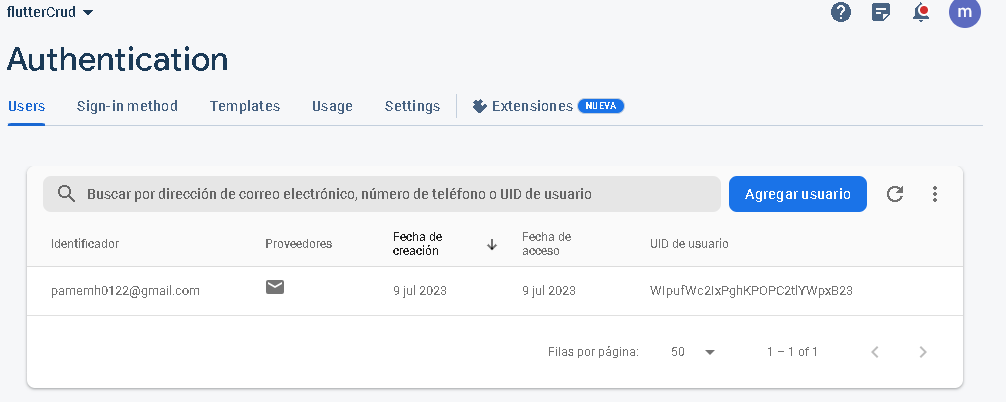 flutterCrud
m
Authentication
Users Sign-in method Templates Usage Settings Extensiones NUEVA
Buscar por dirección de correo electrónico, número de teléfono o UID de usuario Agregar usuario
Identificador Proveedores Fecha de creación Fecha de acceso UID de usuario
pamemh0122@gmail.com 9 jul 2023 9 jul 2023 WIpufWc2IxPghKPOPC2tlYWpxB23
Filas por página: 50 1 – 1 of 1